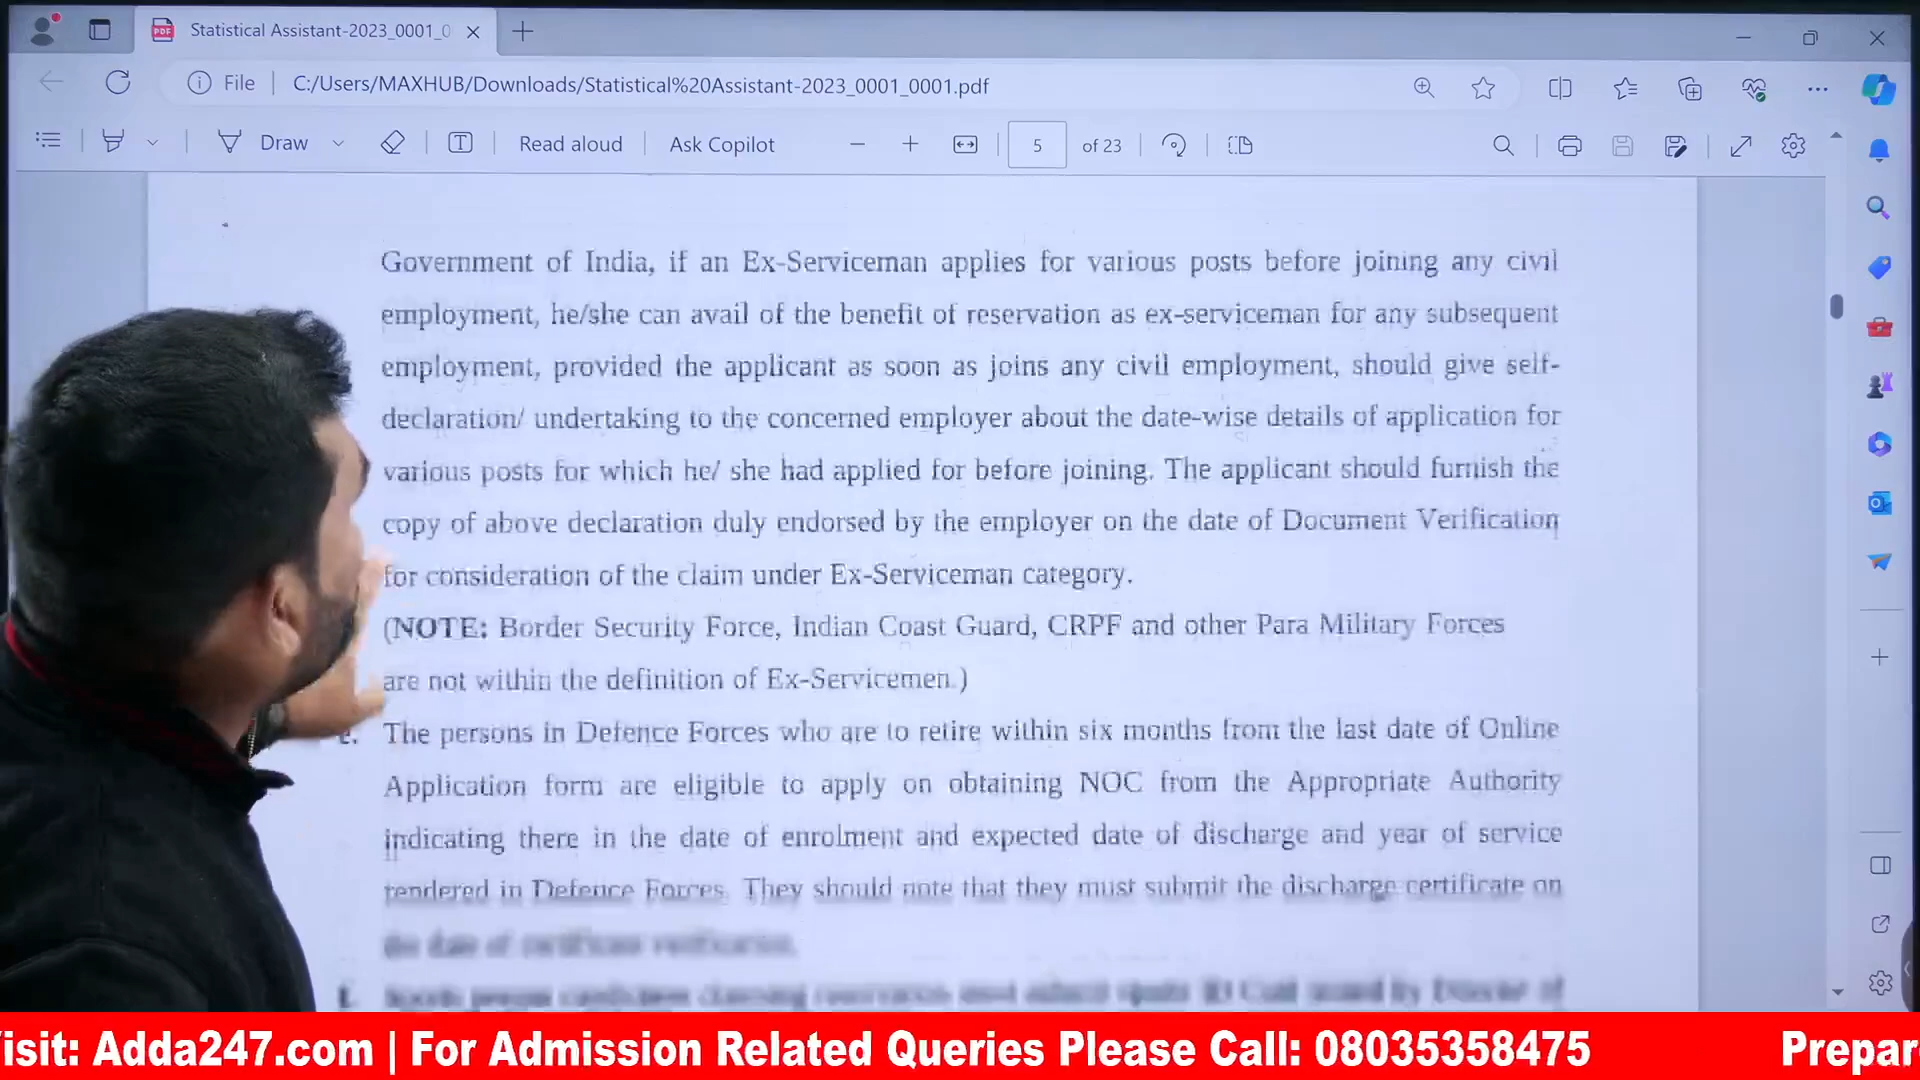 Statistical Assistant-2023_0001_0
File
C:/Users/MAXHUB/Downloads/Statistical%20Assistant-2023_0001_0001.pdf
Draw
Read aloud
Ask Copilot
5
of 23
Government of India, if an Ex-Serviceman applies for various posts before joining any civil
employment, he/she can avail of the benefit of reservation as ex-serviceman for any subsequent
employment, provided the applicant as soon as joins any civil employment, should give self-
declaration/ undertaking to the concerned employer about the date-wise details of application for
various posts for which he/ she had applied for before joining. The applicant should furnish the
copy of above declaration duly endorsed by the employer on the date of Document Verification
for consideration of the claim under Ex-Serviceman category.
(NOTE: Border Security Force, Indian Coast Guard, CRPF and other Para Military Forces
are not within the definition of Ex-Servicemen.)
The persons in Defence Forces who are to retire within six months from the last date of Online
Application form are eligible to apply on obtaining NOC from the Appropriate Authority
indicating there in the date of enrolment and expected date of discharge and year of service
rendered in Defence Forces. They should note that they must submit the discharge certificate on
the date of certificate verification.
isit: Adda247.com | For Admission Related Queries Please Call: 08035358475
Prepar